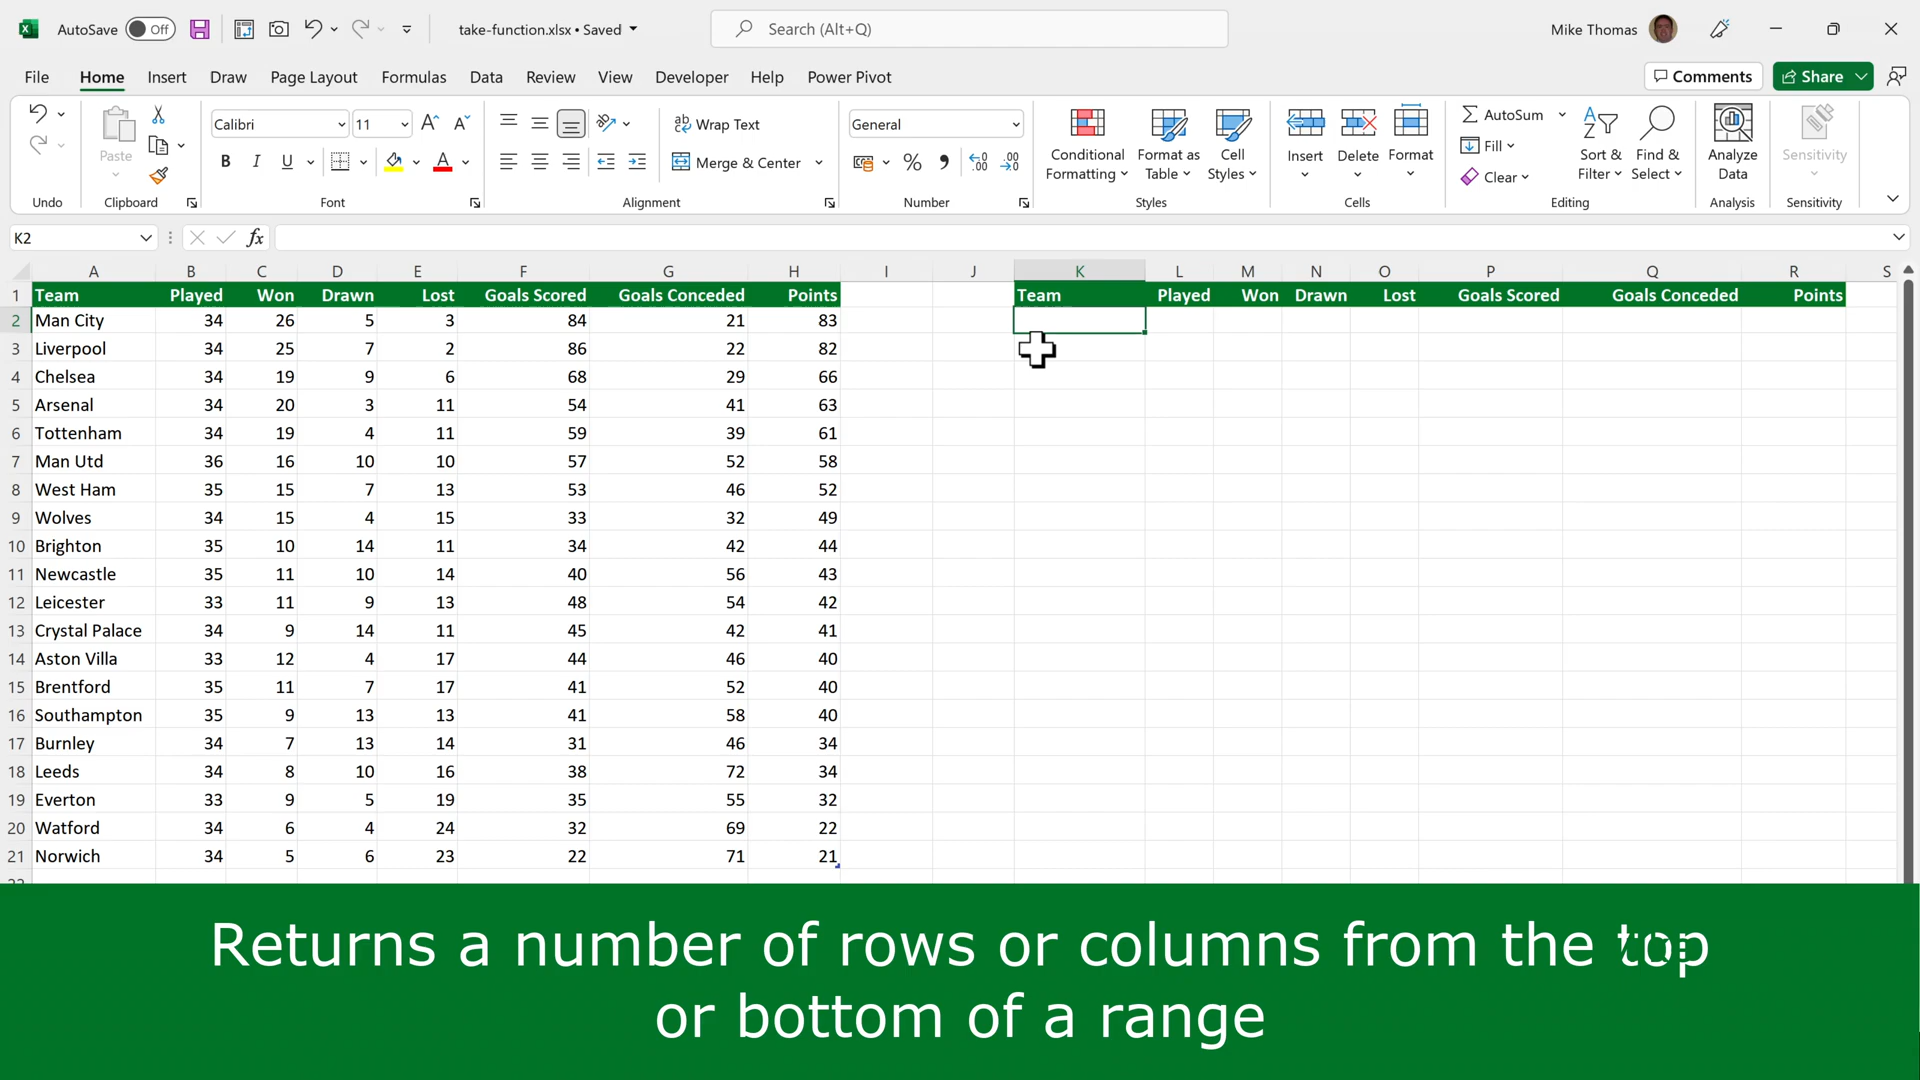 AutoSave Off take-function.xlsx • Saved Search (Alt+Q) Mike Thomas
File Home Insert Draw Page Layout Formulas Data Review View Developer Help Power Pivot Comments Share
Calibri 11 Wrap Text General AutoSum
Paste Merge & Center Conditional Formatting Format as Table Cell Styles Insert Delete Format Fill Clear Sort & Filter Find & Select Analyze Data Sensitivity
Undo Clipboard Font Alignment Number Styles Cells Editing Analysis Sensitivity
K2 fx
A B C D E F G H I J K L M N O P Q R S
1 Team Played Won Drawn Lost Goals Scored Goals Conceded Points Team Played Won Drawn Lost Goals Scored Goals Conceded Points
2 Man City 34 26 5 3 84 21 83
3 Liverpool 34 25 7 2 86 22 82
4 Chelsea 34 19 9 6 68 29 66
5 Arsenal 34 20 3 11 54 41 63
6 Tottenham 34 19 4 11 59 39 61
7 Man Utd 36 16 10 10 57 52 58
8 West Ham 35 15 7 13 53 46 52
9 Wolves 34 15 4 15 33 32 49
10 Brighton 35 10 14 11 34 42 44
11 Newcastle 35 11 10 14 40 56 43
12 Leicester 33 11 9 13 48 54 42
13 Crystal Palace 34 9 14 11 45 42 41
14 Aston Villa 33 12 4 17 44 46 40
15 Brentford 35 11 7 17 41 52 40
16 Southampton 35 9 13 13 41 58 40
17 Burnley 34 7 13 14 31 46 34
18 Leeds 34 8 10 16 38 72 34
19 Everton 33 9 5 19 35 55 32
20 Watford 34 6 4 24 32 69 22
21 Norwich 34 5 6 23 22 71 21
Returns a number of rows or columns from the top
or bottom of a range